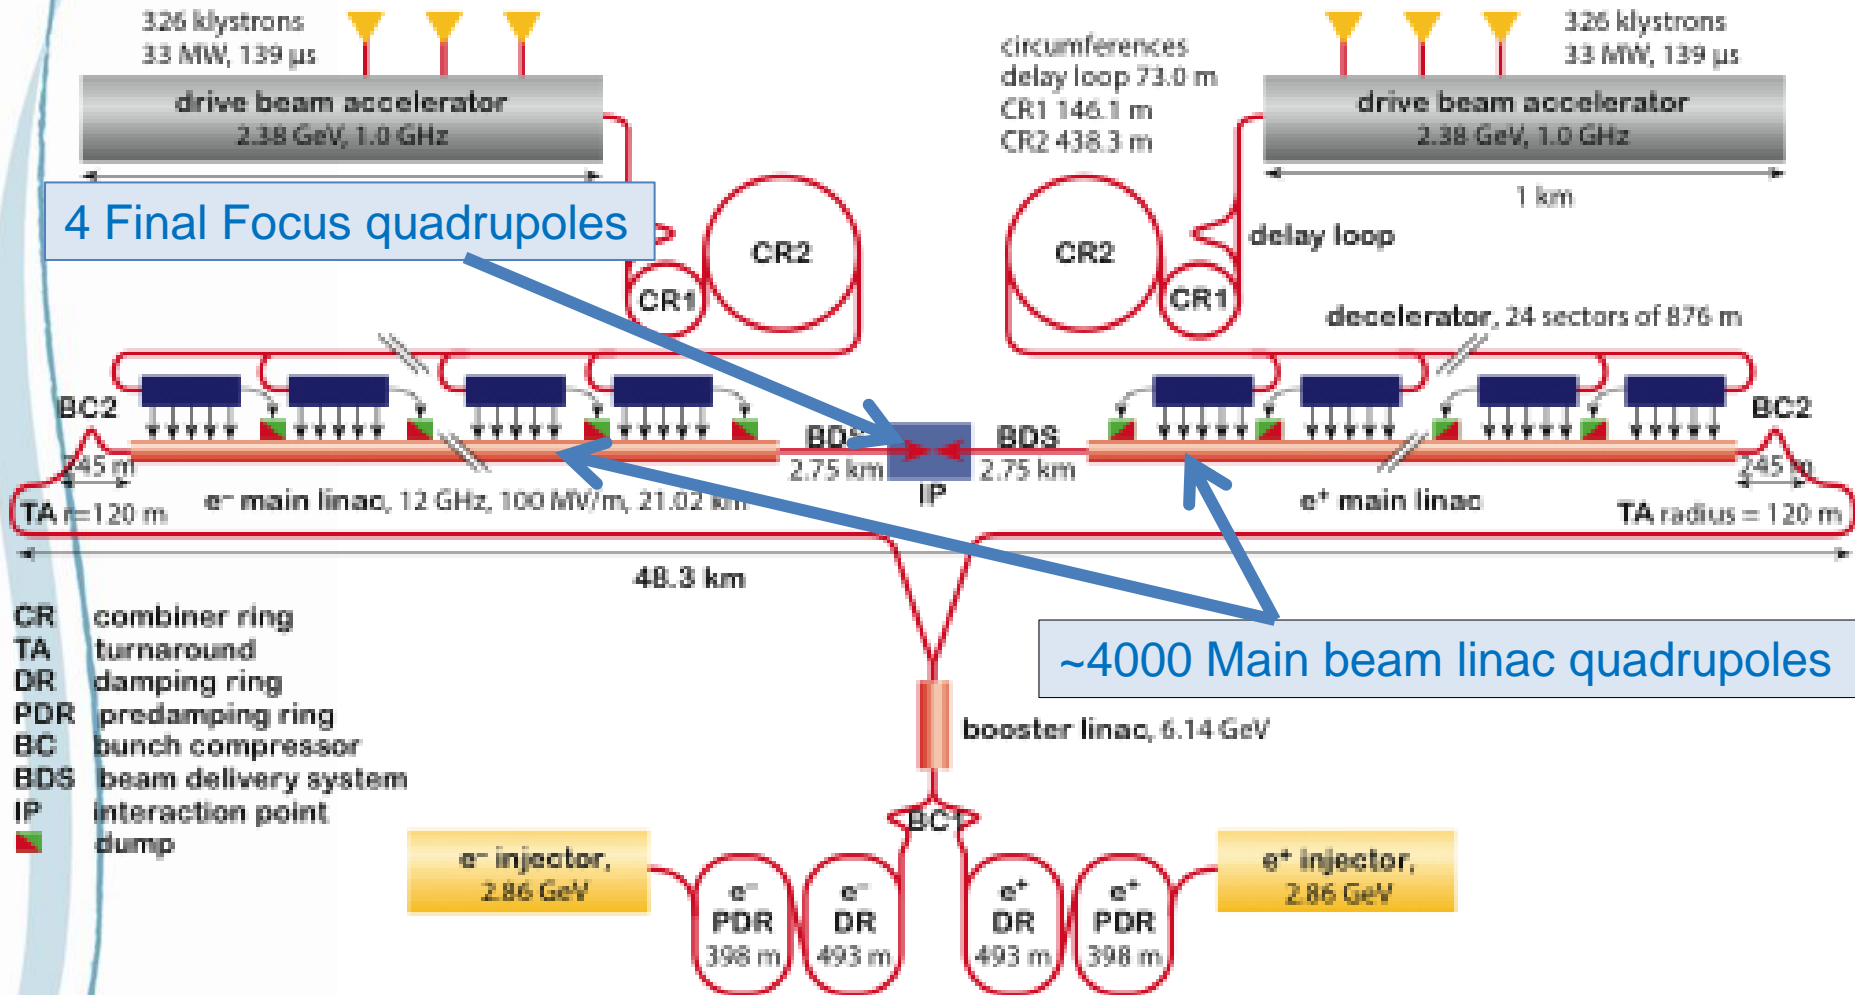 326 klystrons
33 MW, 139 µs
drive beam accelerator
2.38 GeV, 1.0 GHz
circumferences
delay loop 73.0 m
CR1 146.1 m
CR2 438.3 m
326 klystrons
33 MW, 139 µs
drive beam accelerator
2.38 GeV, 1.0 GHz
1 km
4 Final Focus quadrupoles
CR2
CR1
CR2
CR1
delay loop
decelerator, 24 sectors of 876 m
BC2
BDS
2.75 km
IP
BDS
2.75 km
BC2
245 m
245 m
TA r=120 m
e⁻ main linac, 12 GHz, 100 MV/m, 21.02 km
e⁺ main linac
TA radius = 120 m
48.3 km
CR combiner ring
TA turnaround
DR damping ring
PDR predamping ring
BC bunch compressor
BDS beam delivery system
IP interaction point
dump
~4000 Main beam linac quadrupoles
booster linac, 6.14 GeV
BC1
e⁻ injector,
2.86 GeV
e⁻
PDR
398 m
e⁻
DR
493 m
e⁺
DR
493 m
e⁺
PDR
398 m
e⁺ injector,
2.86 GeV